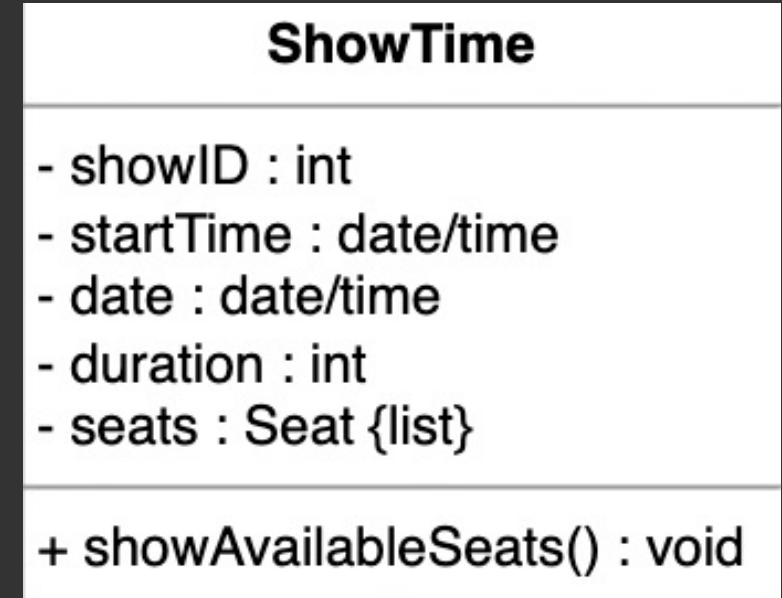 ShowTime
- showID : int
- startTime : date/time
- date : date/time
- duration : int
- seats : Seat {list}
+ showAvailableSeats() : void